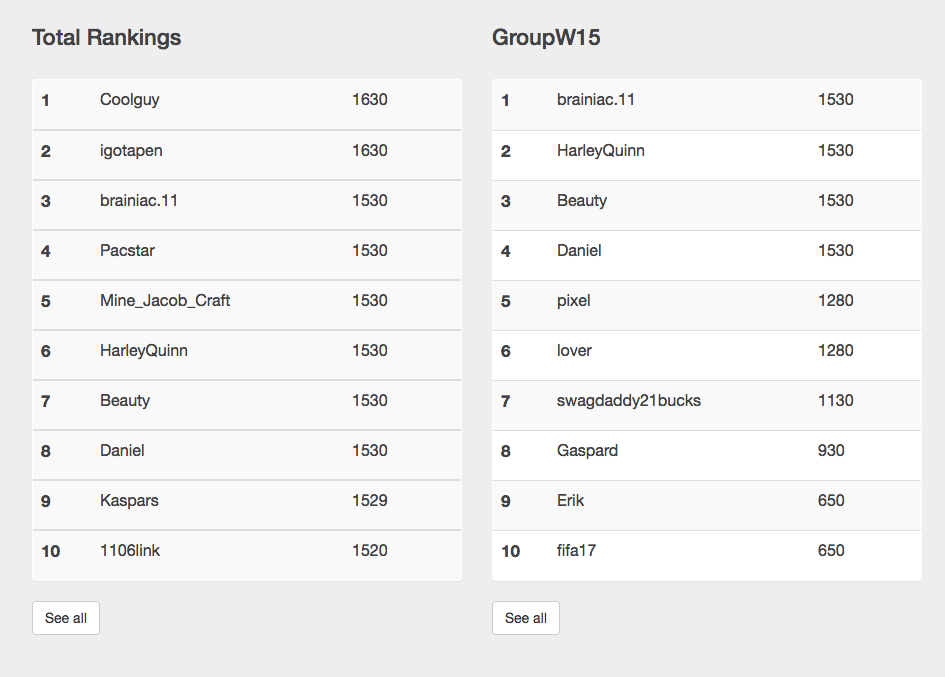 Total Rankings
1 Coolguy 1630
2 igotapen 1630
3 brainiac.11 1530
4 Pacstar 1530
5 Mine_Jacob_Craft 1530
6 HarleyQuinn 1530
7 Beauty 1530
8 Daniel 1530
9 Kaspars 1529
10 1106link 1520
See all
GroupW15
1 brainiac.11 1530
2 HarleyQuinn 1530
3 Beauty 1530
4 Daniel 1530
5 pixel 1280
6 lover 1280
7 swagdaddy21bucks 1130
8 Gaspard 930
9 Erik 650
10 fifa17 650
See all